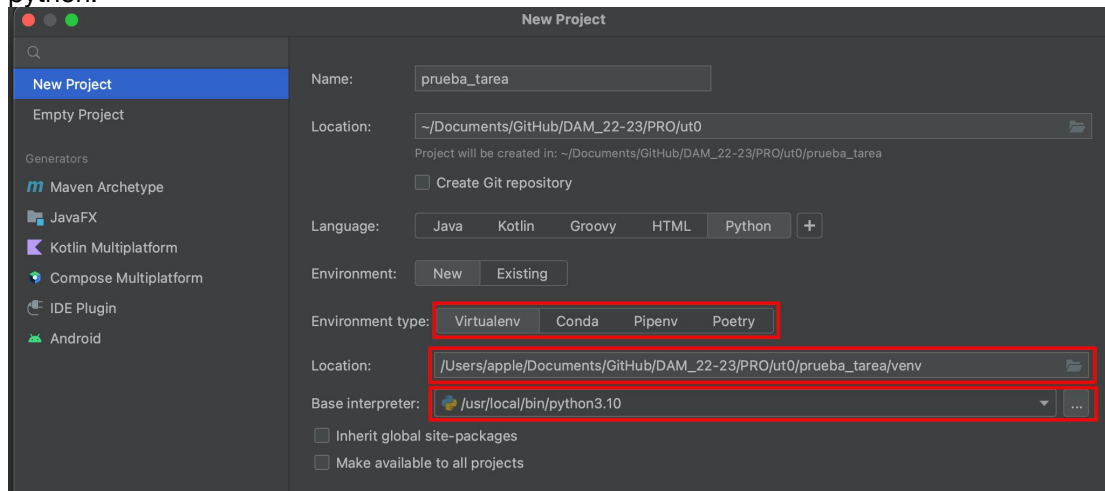 python.
New Project
New Project
Empty Project
Generators
Maven Archetype
JavaFX
Kotlin Multiplatform
Compose Multiplatform
IDE Plugin
Android
Name: prueba_tarea
Location: ~/Documents/GitHub/DAM_22-23/PRO/ut0
Project will be created in: ~/Documents/GitHub/DAM_22-23/PRO/ut0/prueba_tarea
Create Git repository
Language: Java Kotlin Groovy HTML Python +
Environment: New Existing
Environment type: Virtualenv Conda Pipenv Poetry
Location: /Users/apple/Documents/GitHub/DAM_22-23/PRO/ut0/prueba_tarea/venv
Base interpreter: /usr/local/bin/python3.10 ...
Inherit global site-packages
Make available to all projects